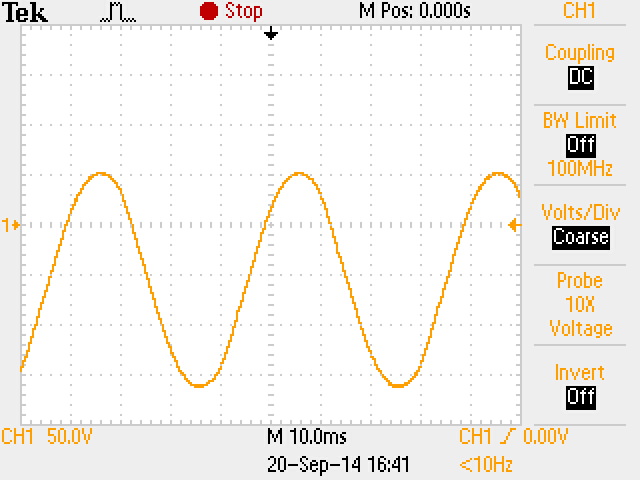 Tek Stop M Pos: 0.000s CH1
Coupling
DC
BW Limit
Off
100MHz
1
Volts/Div
Coarse
Probe
10X
Voltage
Invert
Off
CH1 50.0V M 10.0ms CH1 0.00V
20-Sep-14 16:41 <10Hz